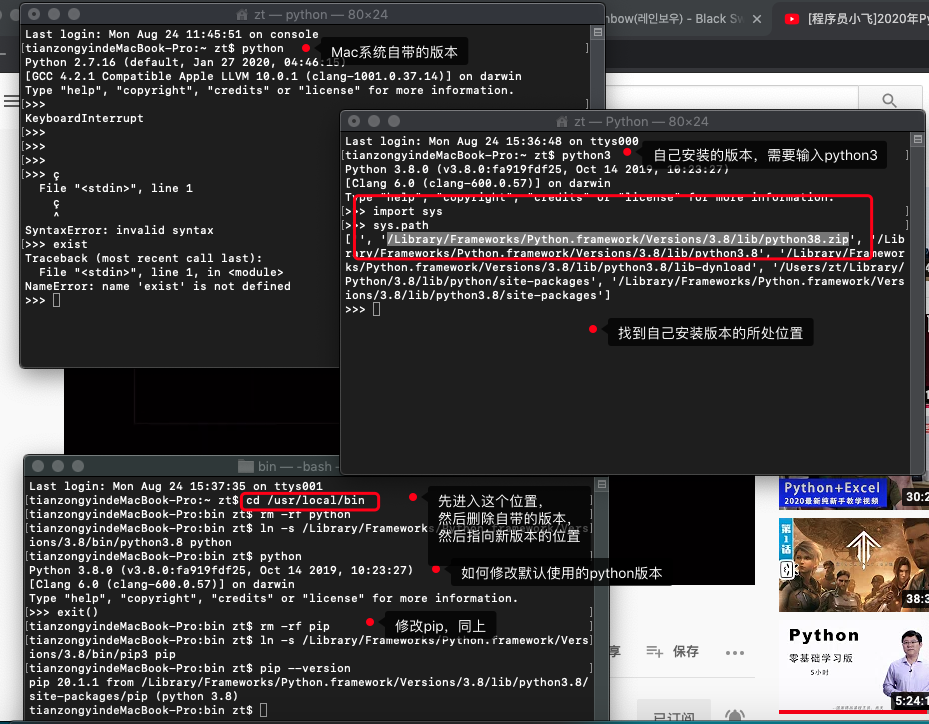 zt — python — 80×24
Last login: Mon Aug 24 11:45:51 on console
[tianzongyindeMacBook-Pro:~ zt$ python
Mac系统自带的版本
Python 2.7.16 (default, Jan 27 2020, 04:46:15)
[GCC 4.2.1 Compatible Apple LLVM 10.0.1 (clang-1001.0.37.14)] on darwin
Type "help", "copyright", "credits" or "license" for more information.
[>>>
KeyboardInterrupt
[>>>
[>>>
[>>>
[>>> ç
File "<stdin>", line 1
ç
^
SyntaxError: invalid syntax
[>>> exist
Traceback (most recent call last):
File "<stdin>", line 1, in <module>
NameError: name 'exist' is not defined
>>>
nbow(레인보우) - Black Sw
[程序员小飞]2020年Py
zt — Python — 80×24
Last login: Mon Aug 24 15:36:48 on ttys000
[tianzongyindeMacBook-Pro:~ zt$ python3
自己安装的版本，需要输入python3
Python 3.8.0 (v3.8.0:fa919fdf25, Oct 14 2019, 10:23:27)
[Clang 6.0 (clang-600.0.57)] on darwin
Type "help", "copyright", "credits" or "license" for more information.
[>>> import sys
[>>> sys.path
['', '/Library/Frameworks/Python.framework/Versions/3.8/lib/python38.zip', '/Lib
rary/Frameworks/Python.framework/Versions/3.8/lib/python3.8', '/Library/Framewor
ks/Python.framework/Versions/3.8/lib/python3.8/lib-dynload', '/Users/zt/Library/
Python/3.8/lib/python/site-packages', '/Library/Frameworks/Python.framework/Vers
ions/3.8/lib/python3.8/site-packages']
>>>
找到自己安装版本的所处位置
bin — -bash —
Last login: Mon Aug 24 15:37:35 on ttys001
[tianzongyindeMacBook-Pro:~ zt$ cd /usr/local/bin
[tianzongyindeMacBook-Pro:bin zt$ rm -rf python
[tianzongyindeMacBook-Pro:bin zt$ ln -s /Library/Frameworks/Python.framework/Vers
ions/3.8/bin/python3.8 python
先进入这个位置，
然后删除自带的版本，
然后指向新版本的位置
[tianzongyindeMacBook-Pro:bin zt$ python
Python 3.8.0 (v3.8.0:fa919fdf25, Oct 14 2019, 10:23:27)
如何修改默认使用的python版本
[Clang 6.0 (clang-600.0.57)] on darwin
Type "help", "copyright", "credits" or "license" for more information.
[>>> exit()
[tianzongyindeMacBook-Pro:bin zt$ rm -rf pip
修改pip，同上
[tianzongyindeMacBook-Pro:bin zt$ ln -s /Library/Frameworks/Python.framework/Vers
ions/3.8/bin/pip3 pip
[tianzongyindeMacBook-Pro:bin zt$ pip --version
pip 20.1.1 from /Library/Frameworks/Python.framework/Versions/3.8/lib/python3.8/
site-packages/pip (python 3.8)
tianzongyindeMacBook-Pro:bin zt$
享
保存
已订阅
Python+Excel
2020最新纯新手教学视频
30:2
第1话
38:3
Python
零基础学习版
5小时
5:24:1